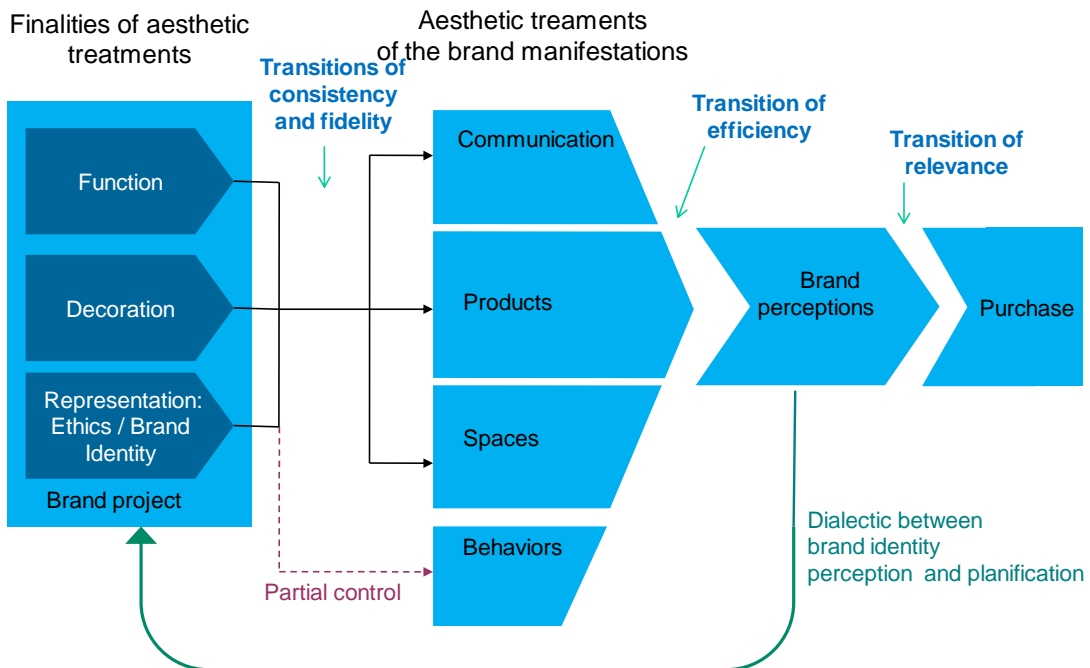 Finalities of aesthetic
treatments
Aesthetic treaments
of the brand manifestations
Transitions of
consistency
and fidelity
Transition of
efficiency
Transition of
relevance
Function
Decoration
Representation:
Ethics / Brand
Identity
Brand project
Communication
Products
Spaces
Behaviors
Brand
perceptions
Purchase
Partial control
Dialectic between
brand identity
perception and planification